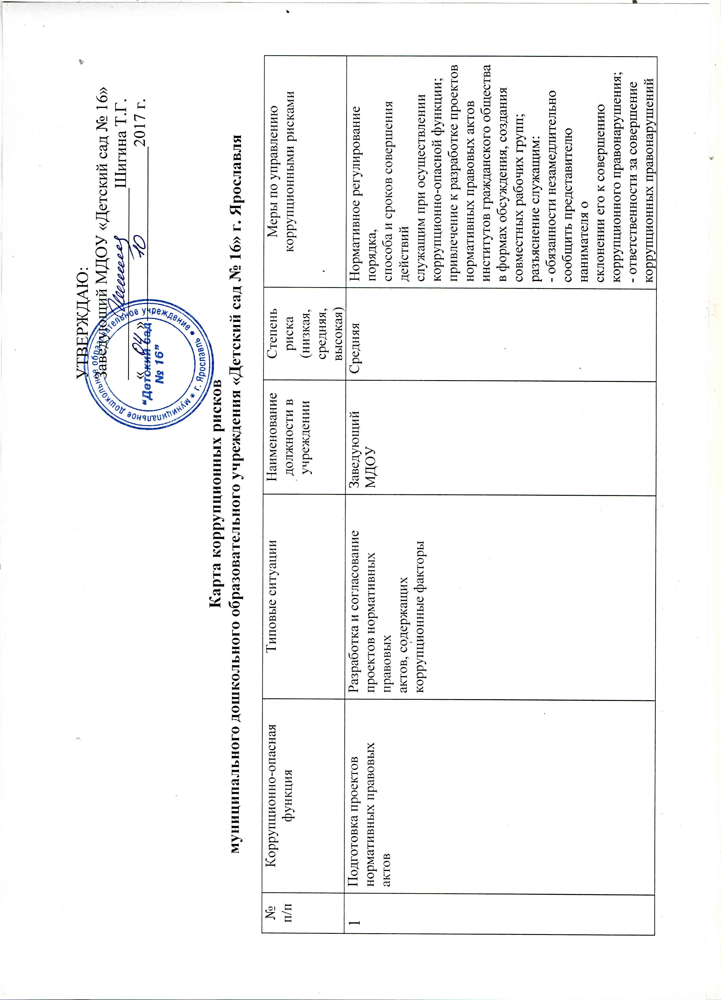 УТВЕРЖДАЮ:
Заведующий МДОУ «Детский сад № 16»
Шигина Т.Г.
« 04 » 10 2017 г.
муниципальное дошкольное образовательное учреждение * г. Ярославль *
“Детский сад
№ 16”
Карта коррупционных рисков
муниципального дошкольного образовательного учреждения «Детский сад № 16» г. Ярославля
№
п/п
Коррупционно-опасная
функция
Типовые ситуации
Наименование
должности в
учреждении
Степень
риска
(низкая,
средняя,
высокая)
Меры по управлению
коррупционными рисками
1
Подготовка проектов
нормативных правовых
актов
Разработка и согласование
проектов нормативных
правовых
актов, содержащих
коррупционные факторы
Заведующий
МДОУ
Средняя
Нормативное регулирование
порядка,
способа и сроков совершения
действий
служащим при осуществлении
коррупционно-опасной функции;
привлечение к разработке проектов
нормативных правовых актов
институтов гражданского общества
в формах обсуждения, создания
совместных рабочих групп;
разъяснение служащим:
- обязанности незамедлительно
сообщить представителю
нанимателя о
склонении его к совершению
коррупционного правонарушения;
- ответственности за совершение
коррупционных правонарушений